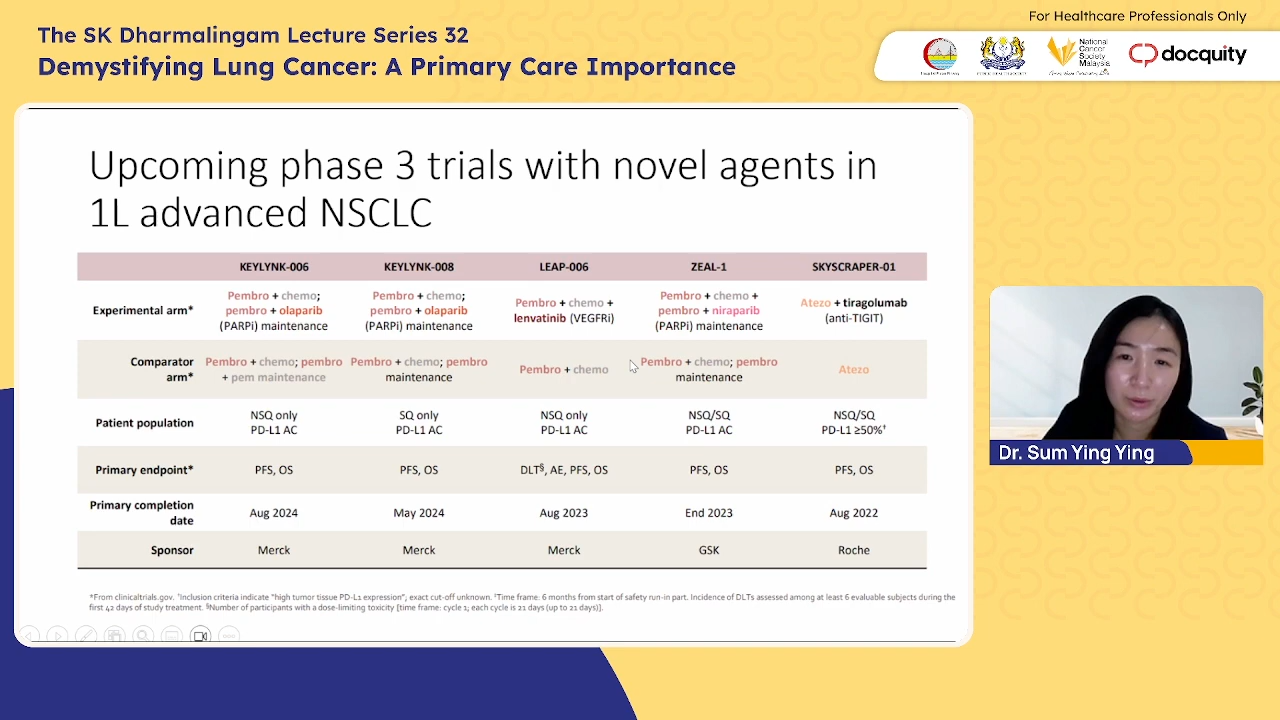 For Healthcare Professionals Only
The SK Dharmalingam Lecture Series 32
Demystifying Lung Cancer: A Primary Care Importance
National
Cancer
Society
Malaysia
docquity
Upcoming phase 3 trials with novel agents in
1L advanced NSCLC
KEYLYNK-006 KEYLYNK-008 LEAP-006 ZEAL-1 SKYSCRAPER-01
Experimental arm* Pembro + chemo; pembro + olaparib (PARPi) maintenance Pembro + chemo; pembro + olaparib (PARPi) maintenance Pembro + chemo + lenvatinib (VEGFRi) Pembro + chemo + pembro + niraparib (PARPi) maintenance Atezo + tiragolumab (anti-TIGIT)
Comparator arm* Pembro + chemo; pembro + pem maintenance Pembro + chemo; pembro maintenance Pembro + chemo Pembro + chemo; pembro maintenance Atezo
Patient population NSQ only PD-L1 AC SQ only PD-L1 AC NSQ only PD-L1 AC NSQ/SQ PD-L1 AC NSQ/SQ PD-L1 ≥50%†
Primary endpoint* PFS, OS PFS, OS DLT§, AE, PFS, OS PFS, OS PFS, OS
Primary completion date Aug 2024 May 2024 Aug 2023 End 2023 Aug 2022
Sponsor Merck Merck Merck GSK Roche
*From clinicaltrials.gov. †Inclusion criteria indicate "high tumor tissue PD-L1 expression"; exact cut-off unknown. ‡Time frame: 6 months from start of safety run-in part. Incidence of DLTs assessed among at least 6 evaluable subjects during the
first 42 days of study treatment. §Number of participants with a dose-limiting toxicity [time frame: cycle 1; each cycle is 21 days (up to 21 days)].
Dr. Sum Ying Ying